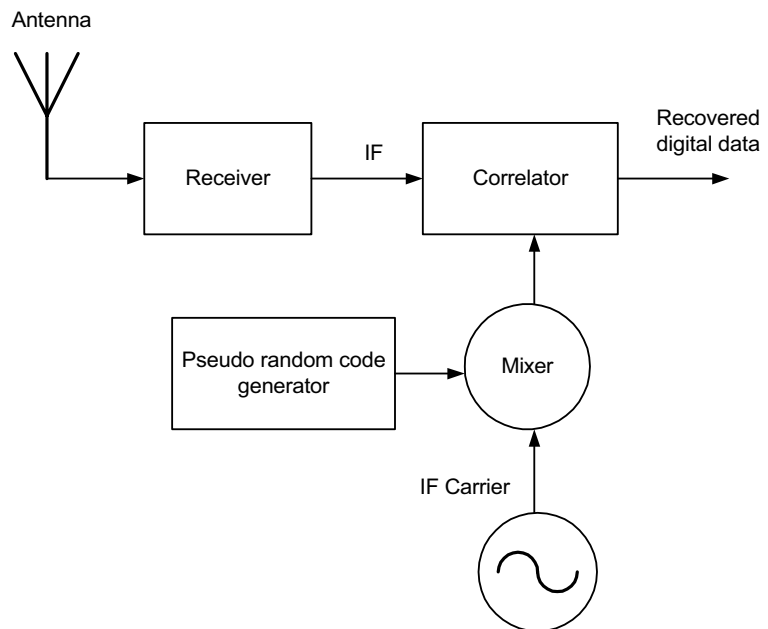 Antenna
Receiver
IF
Correlator
Recovered
digital data
Pseudo random code
generator
Mixer
IF Carrier